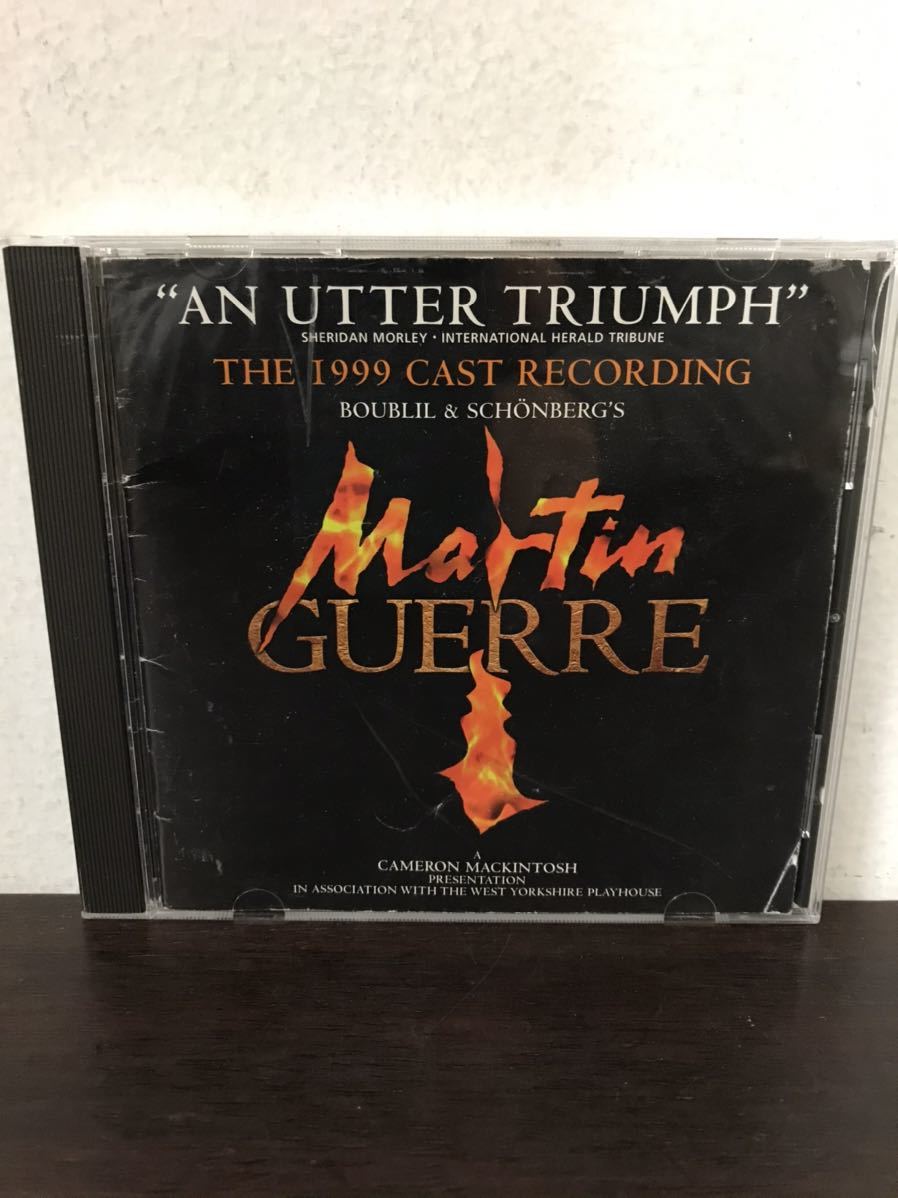 “AN UTTER TRIUMPH”
SHERIDAN MORLEY · INTERNATIONAL HERALD TRIBUNE
THE 1999 CAST RECORDING
BOUBLIL & SCHÖNBERG'S
Martin
GUERRE
A
CAMERON MACKINTOSH
PRESENTATION
IN ASSOCIATION WITH THE WEST YORKSHIRE PLAYHOUSE